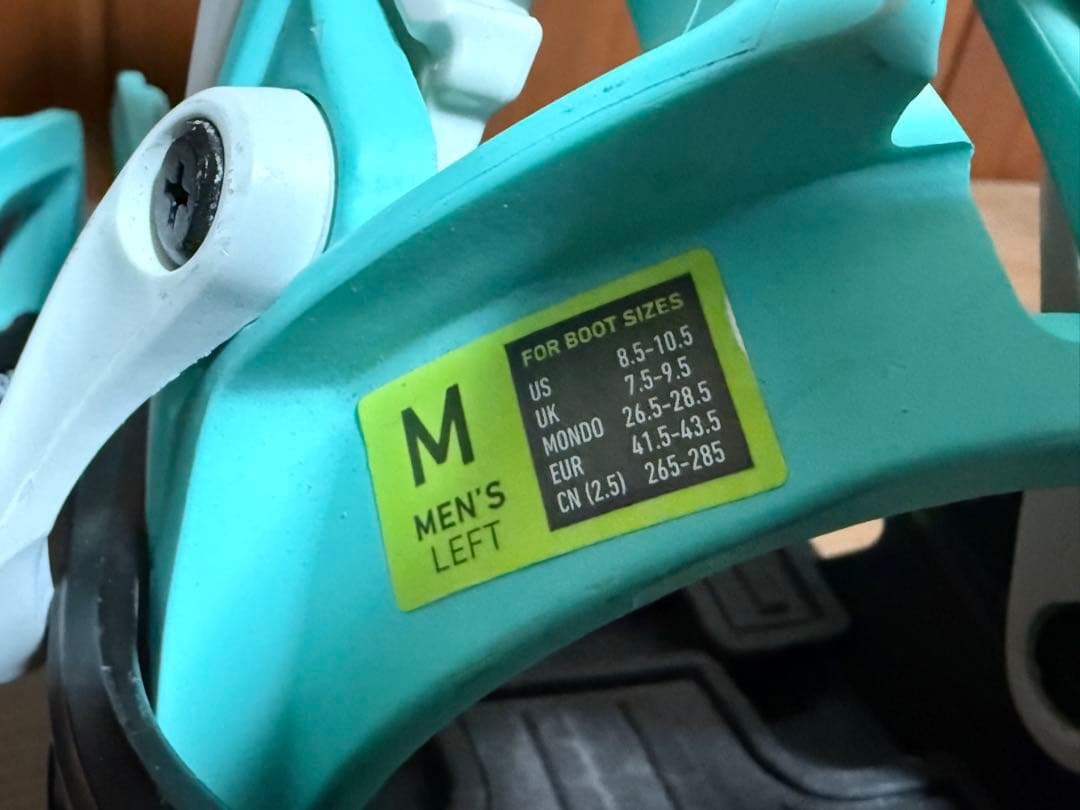 M
MEN'S
LEFT
FOR BOOT SIZES
US 8.5-10.5
UK 7.5-9.5
MONDO 26.5-28.5
EUR 41.5-43.5
CN (2.5) 265-285